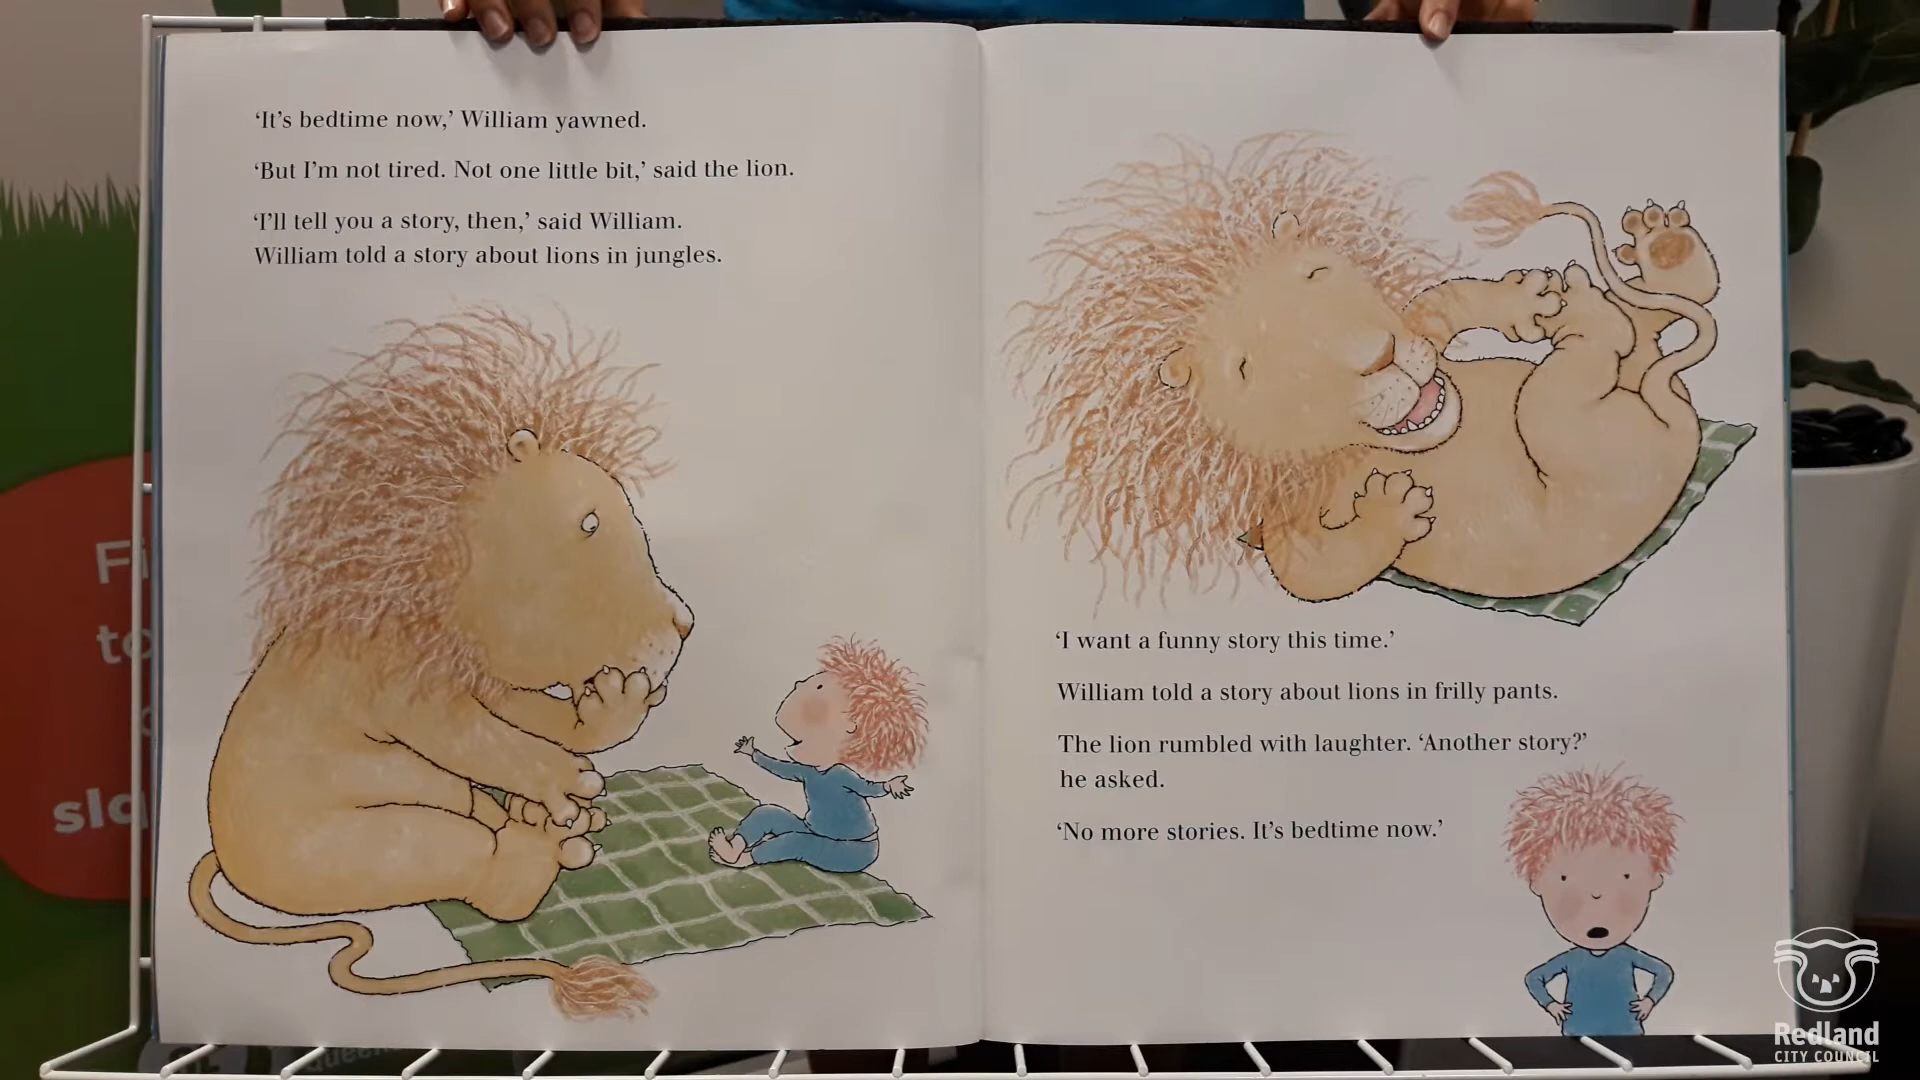 ‘It’s bedtime now,’ William yawned.
‘But I’m not tired. Not one little bit,’ said the lion.
‘I’ll tell you a story, then,’ said William.
William told a story about lions in jungles.
‘I want a funny story this time.’
William told a story about lions in frilly pants.
The lion rumbled with laughter. ‘Another story?’
he asked.
‘No more stories. It’s bedtime now.’
Fi
to
sla
Redland
CITY COUNCIL